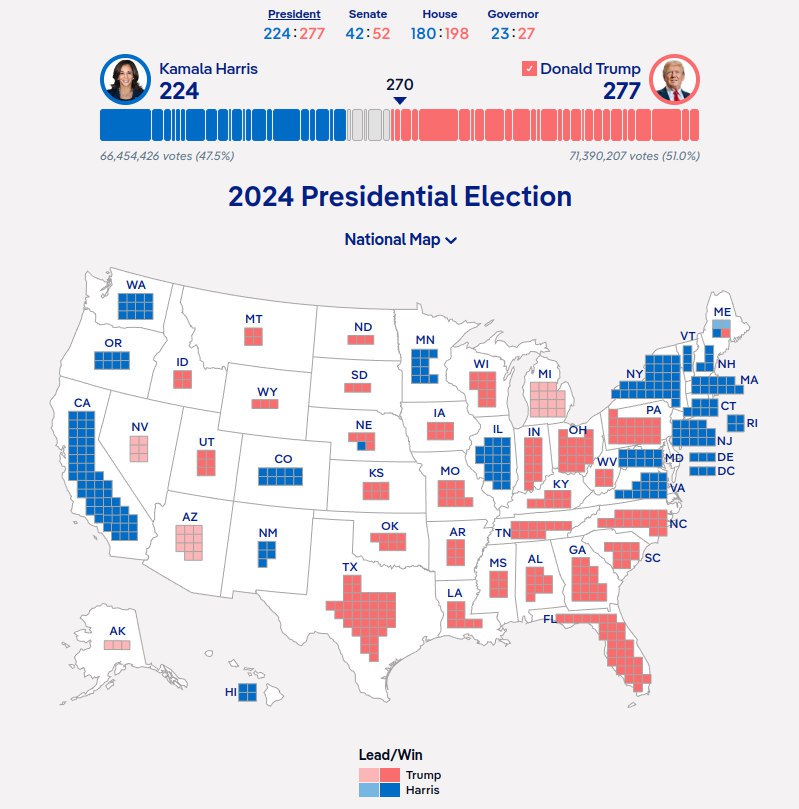 President Senate House Governor
224:277 42:52 180:198 23:27
Kamala Harris
224
270
Donald Trump
277
66,454,426 votes (47.5%)
71,390,207 votes (51.0%)
2024 Presidential Election
National Map
WA
OR
CA
ID
NV
AZ
MT
WY
UT
CO
NM
ND
SD
NE
KS
OK
TX
MN
IA
MO
AR
LA
WI
IL
MI
IN
OH
KY
TN
MS
AL
GA
FL
SC
NC
VA
WV
PA
NY
VT
ME
NH
MA
CT
RI
NJ
MD
DE
DC
AK
HI
Lead/Win
Trump
Harris